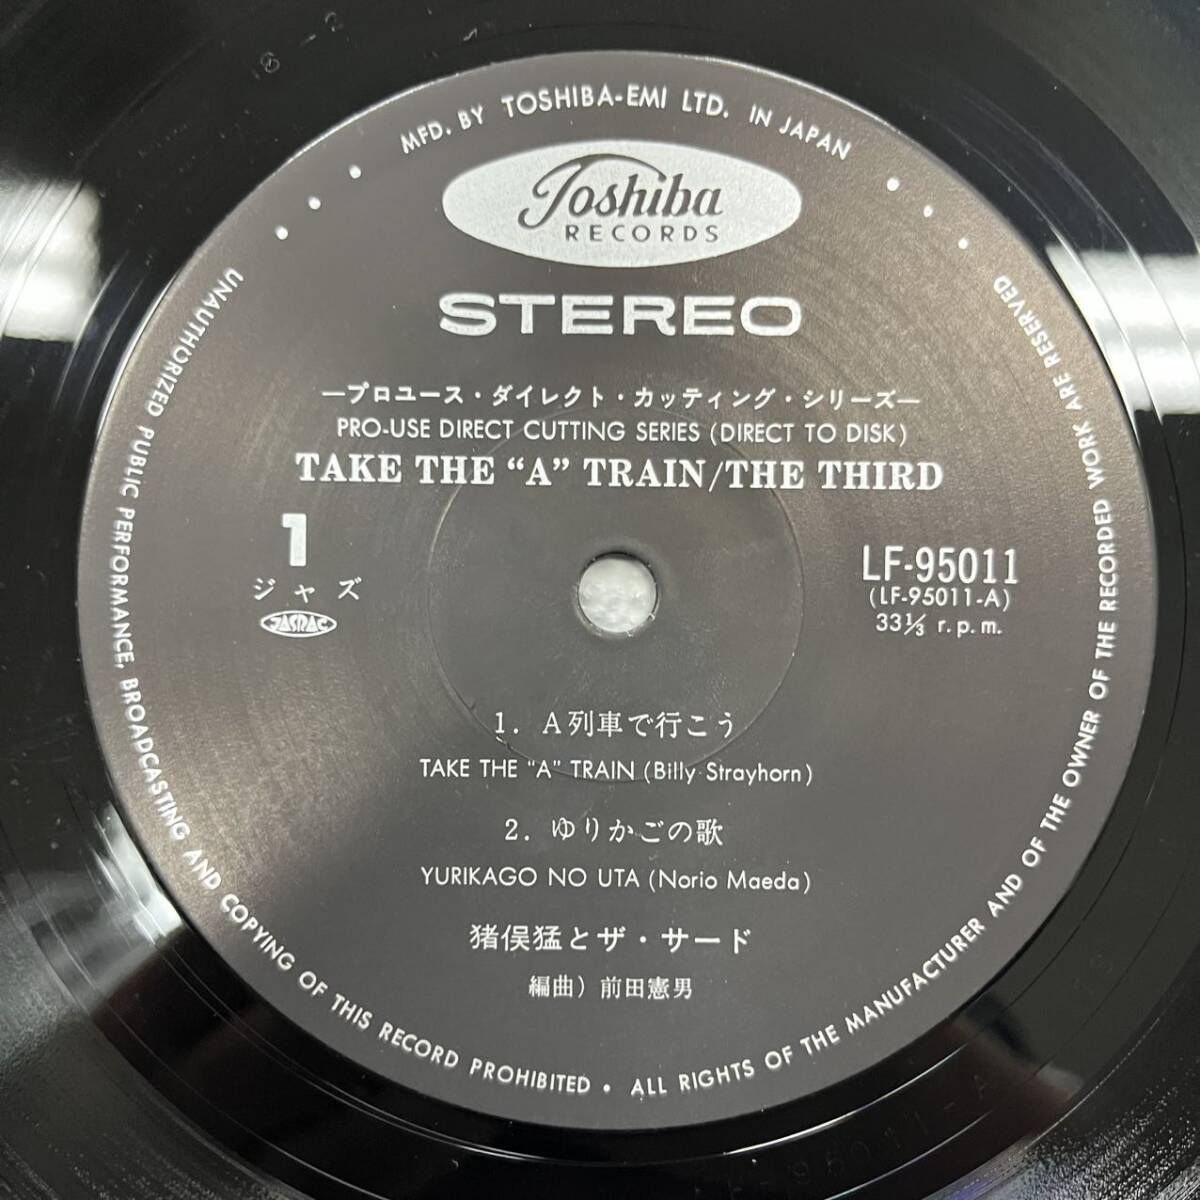 MFD. BY TOSHIBA-EMI LTD. IN JAPAN
Toshiba
RECORDS
STEREO
—プロユース・ダイレクト・カッティング・シリーズ—
PRO-USE DIRECT CUTTING SERIES (DIRECT TO DISK)
TAKE THE “A” TRAIN/THE THIRD
1
ジャズ
JASRAC
LF-95011
(LF-95011-A)
33⅓ r.p.m.
1. A列車で行こう
TAKE THE "A" TRAIN (Billy Strayhorn)
2. ゆりかごの歌
YURIKAGO NO UTA (Norio Maeda)
猪俣猛とザ・サード
編曲) 前田憲男
UNAUTHORIZED PUBLIC PERFORMANCE, BROADCASTING AND COPYING OF THIS RECORD PROHIBITED • ALL RIGHTS OF THE MANUFACTURER AND OF THE OWNER OF THE RECORDED WORK ARE RESERVED